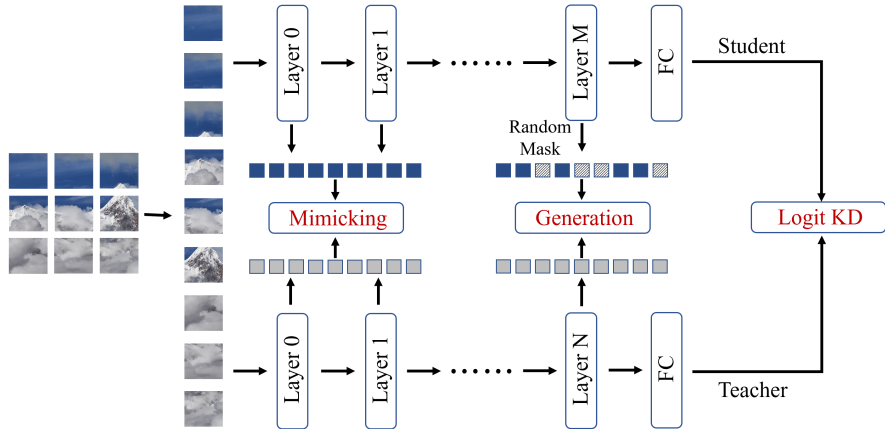 Layer 0
Layer 1
Layer M
FC
Student
Random
Mask
Mimicking
Generation
Logit KD
Layer 0
Layer 1
Layer N
FC
Teacher